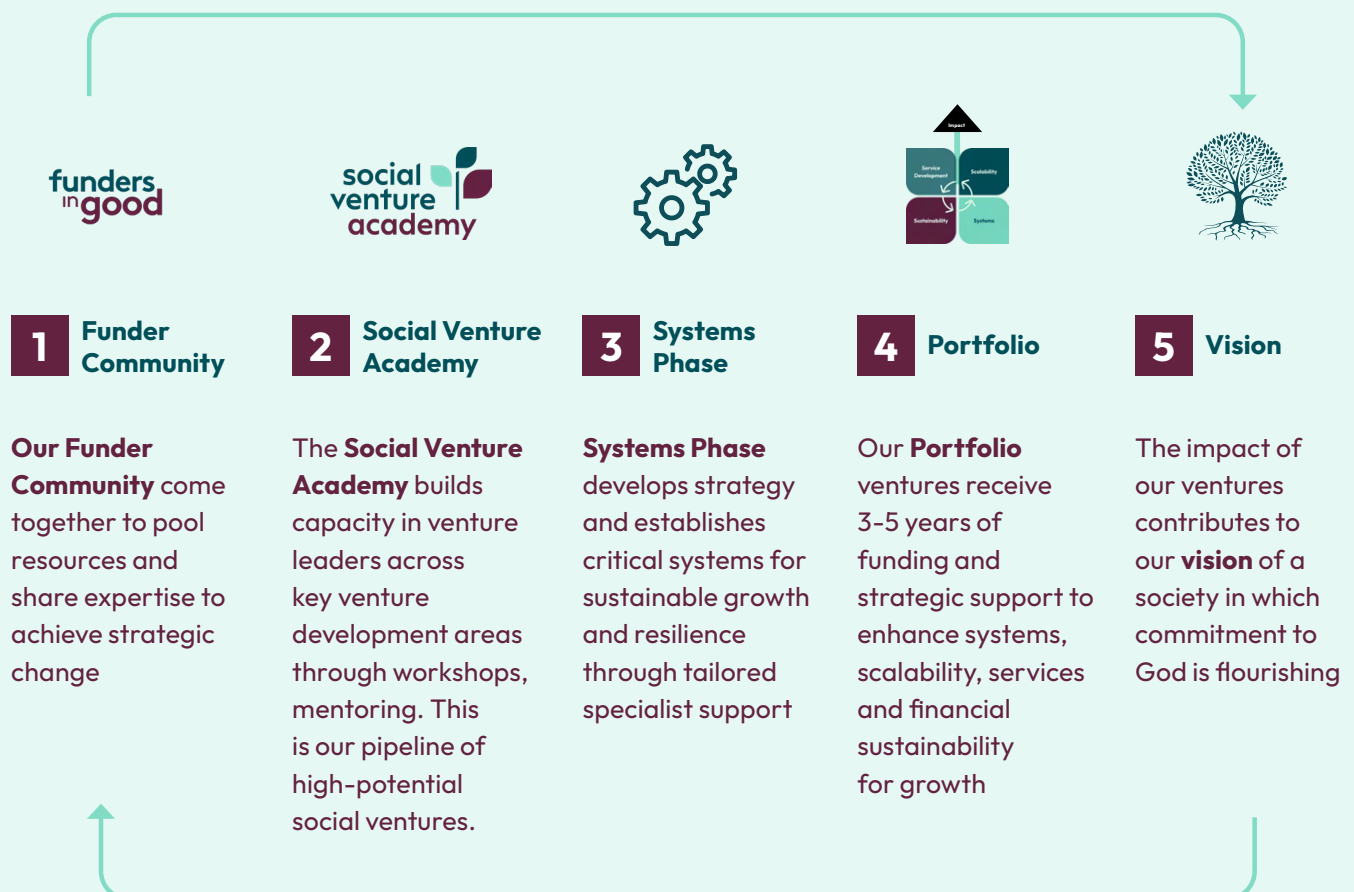 funders
in good
social
venture
academy
Impact
Service
Development
Scalability
Sustainability
Systems
1
Funder
Community
2
Social Venture
Academy
3
Systems
Phase
4
Portfolio
5
Vision
Our Funder
Community come
together to pool
resources and
share expertise to
achieve strategic
change
The Social Venture
Academy builds
capacity in venture
leaders across
key venture
development areas
through workshops,
mentoring. This
is our pipeline of
high-potential
social ventures.
Systems Phase
develops strategy
and establishes
critical systems for
sustainable growth
and resilience
through tailored
specialist support
Our Portfolio
ventures receive
3-5 years of
funding and
strategic support to
enhance systems,
scalability, services
and financial
sustainability
for growth
The impact of
our ventures
contributes to
our vision of a
society in which
commitment to
God is flourishing